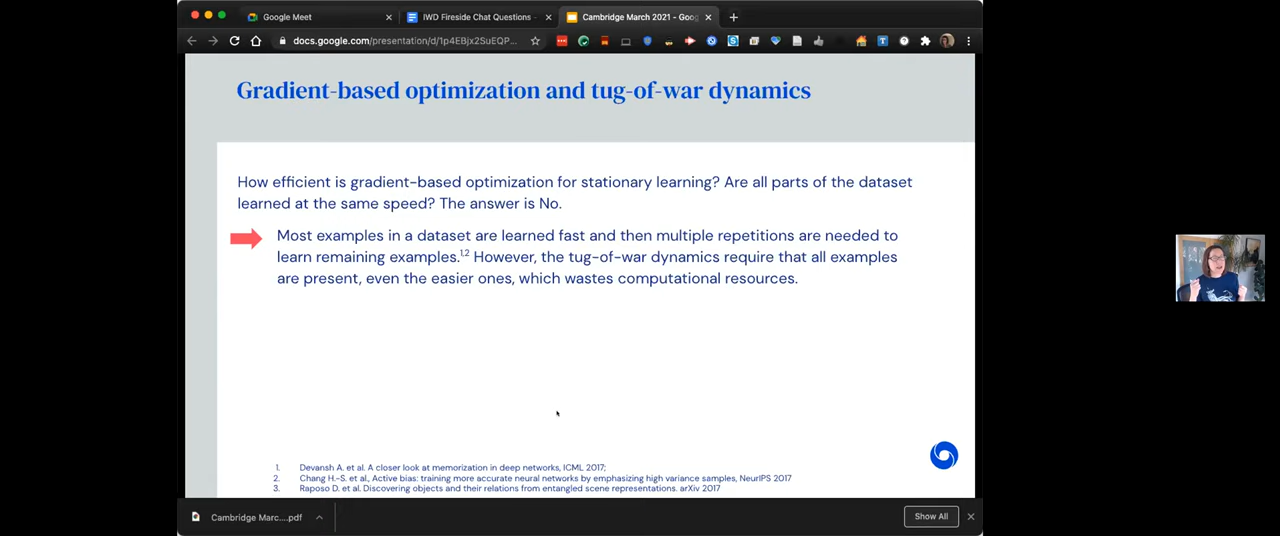 Google Meet
IWD Fireside Chat Questions -
Cambridge March 2021 - Goog
docs.google.com/presentation/d/1p4EBjx2SuEQP...
Gradient-based optimization and tug-of-war dynamics
How efficient is gradient-based optimization for stationary learning? Are all parts of the dataset
learned at the same speed? The answer is No.
Most examples in a dataset are learned fast and then multiple repetitions are needed to
learn remaining examples.1,2 However, the tug-of-war dynamics require that all examples
are present, even the easier ones, which wastes computational resources.
1. Devansh A. et al. A closer look at memorization in deep networks, ICML 2017;
2. Chang H.-S. et al., Active bias: training more accurate neural networks by emphasizing high variance samples, NeurIPS 2017
3. Raposo D. et al. Discovering objects and their relations from entangled scene representations. arXiv 2017
Cambridge Marc....pdf
Show All